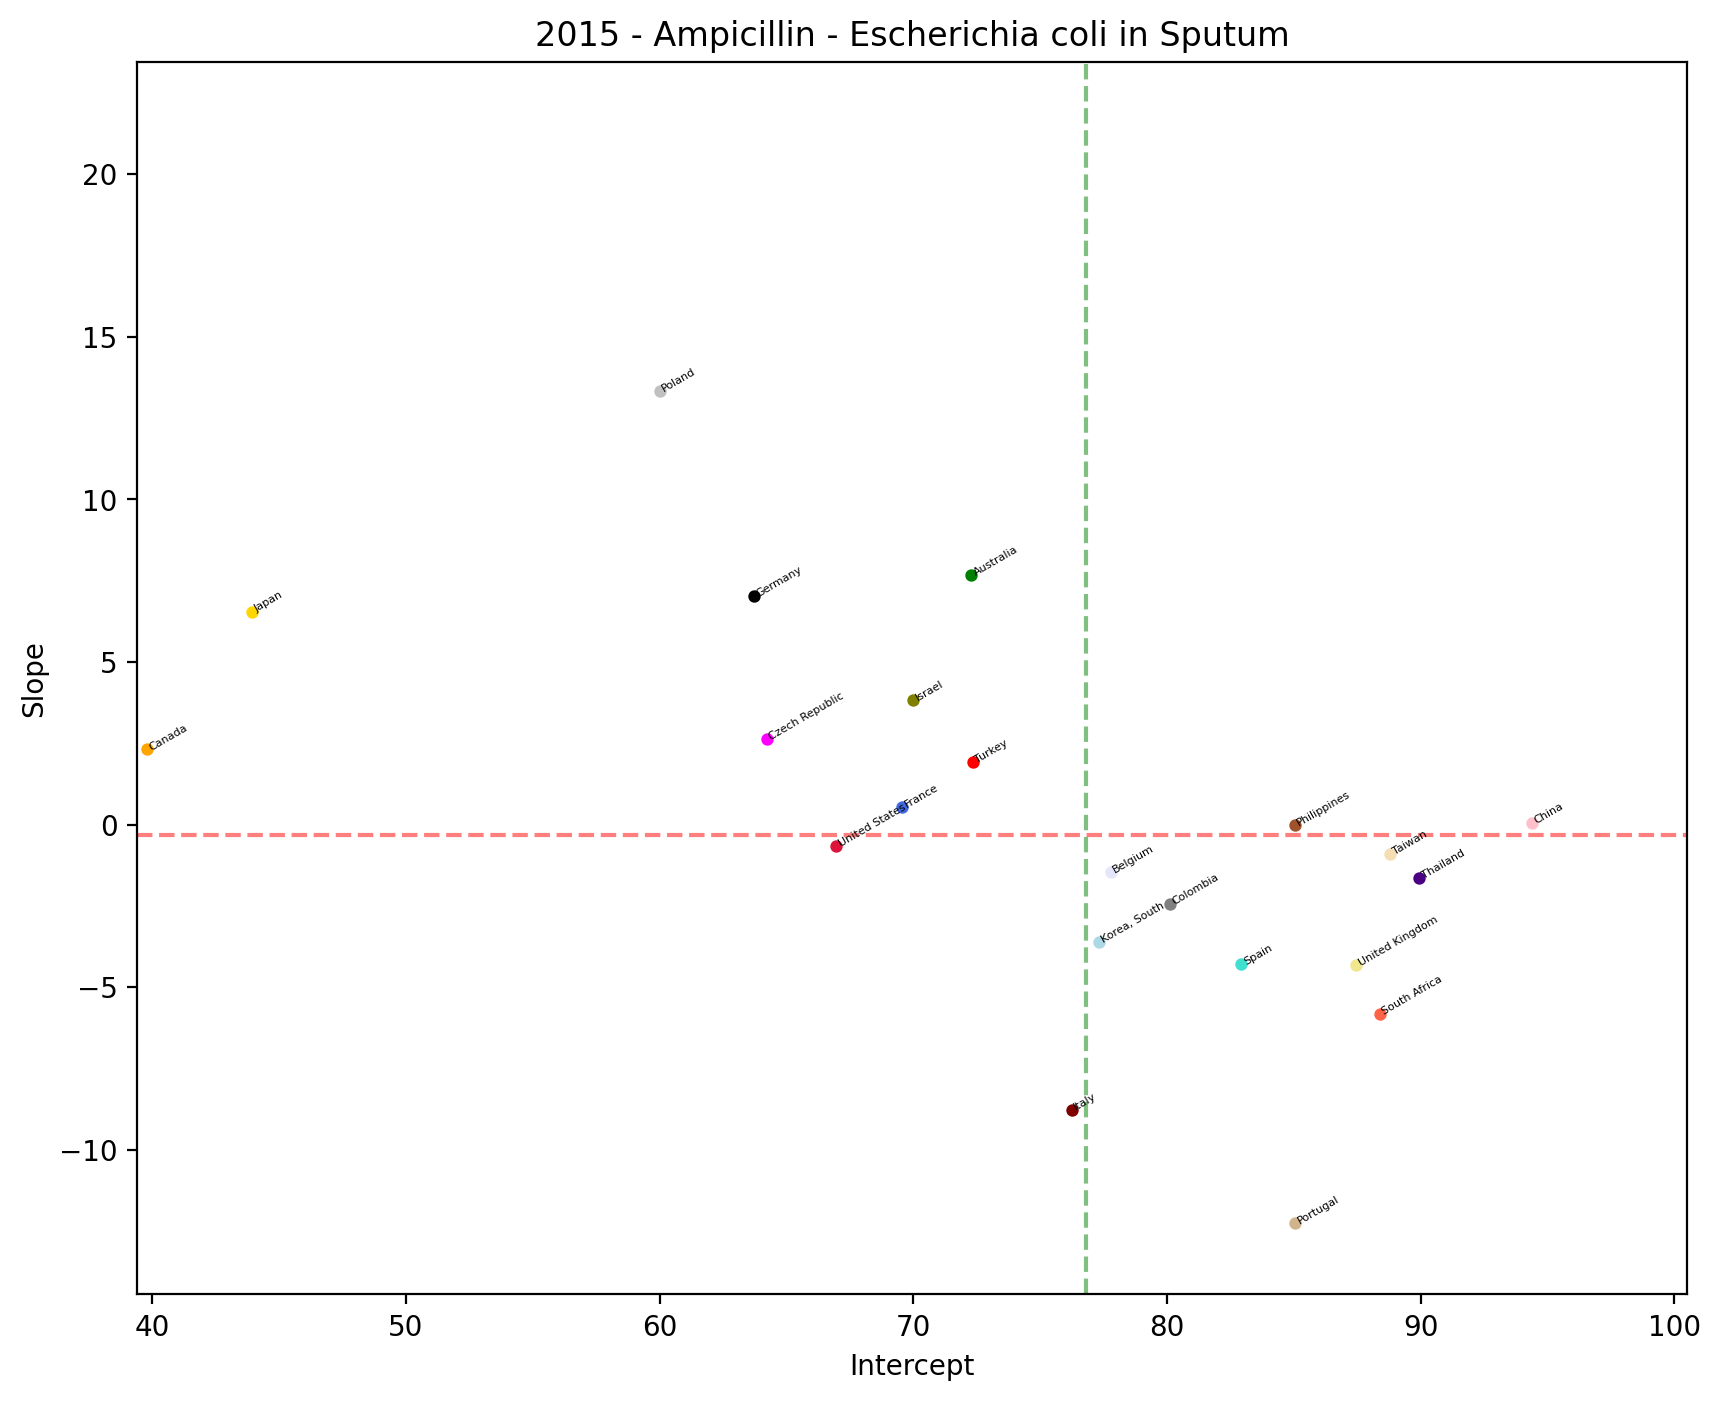 2015 - Ampicillin - Escherichia coli in Sputum
Slope
20
15
10
5
0
−5
−10
Poland
Australia
Germany
Japan
Israel
Czech Republic
Canada
Turkey
France
United States
Philippines
China
Taiwan
Belgium
Thailand
Colombia
Korea, South
Spain
United Kingdom
South Africa
Italy
Portugal
40
50
60
70
80
90
100
Intercept